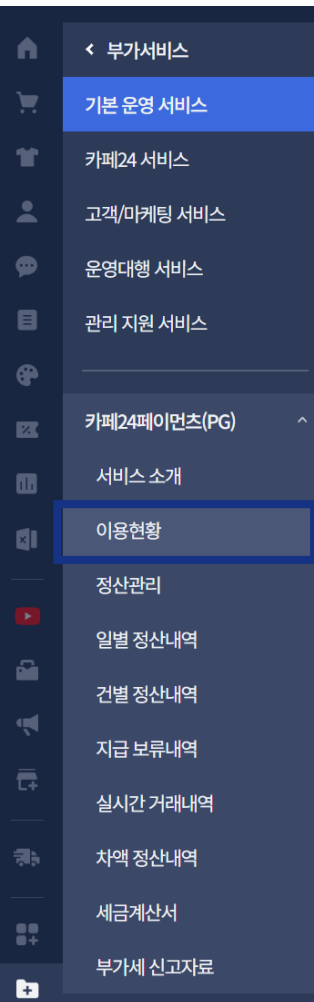 부가서비스
기본 운영 서비스
카페24 서비스
고객/마케팅 서비스
운영대행 서비스
관리 지원 서비스
카페24페이먼츠(PG)
서비스 소개
이용현황
정산관리
일별 정산내역
건별 정산내역
지급 보류내역
실시간 거래내역
차액 정산내역
세금계산서
부가세 신고자료